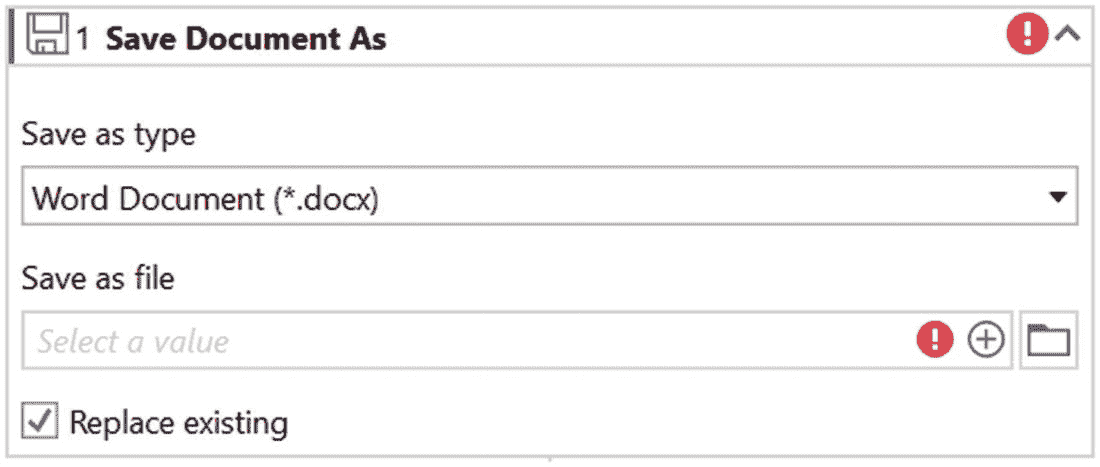 1 Save Document As
Save as type
Word Document (*.docx)
Save as file
Select a value
Replace existing